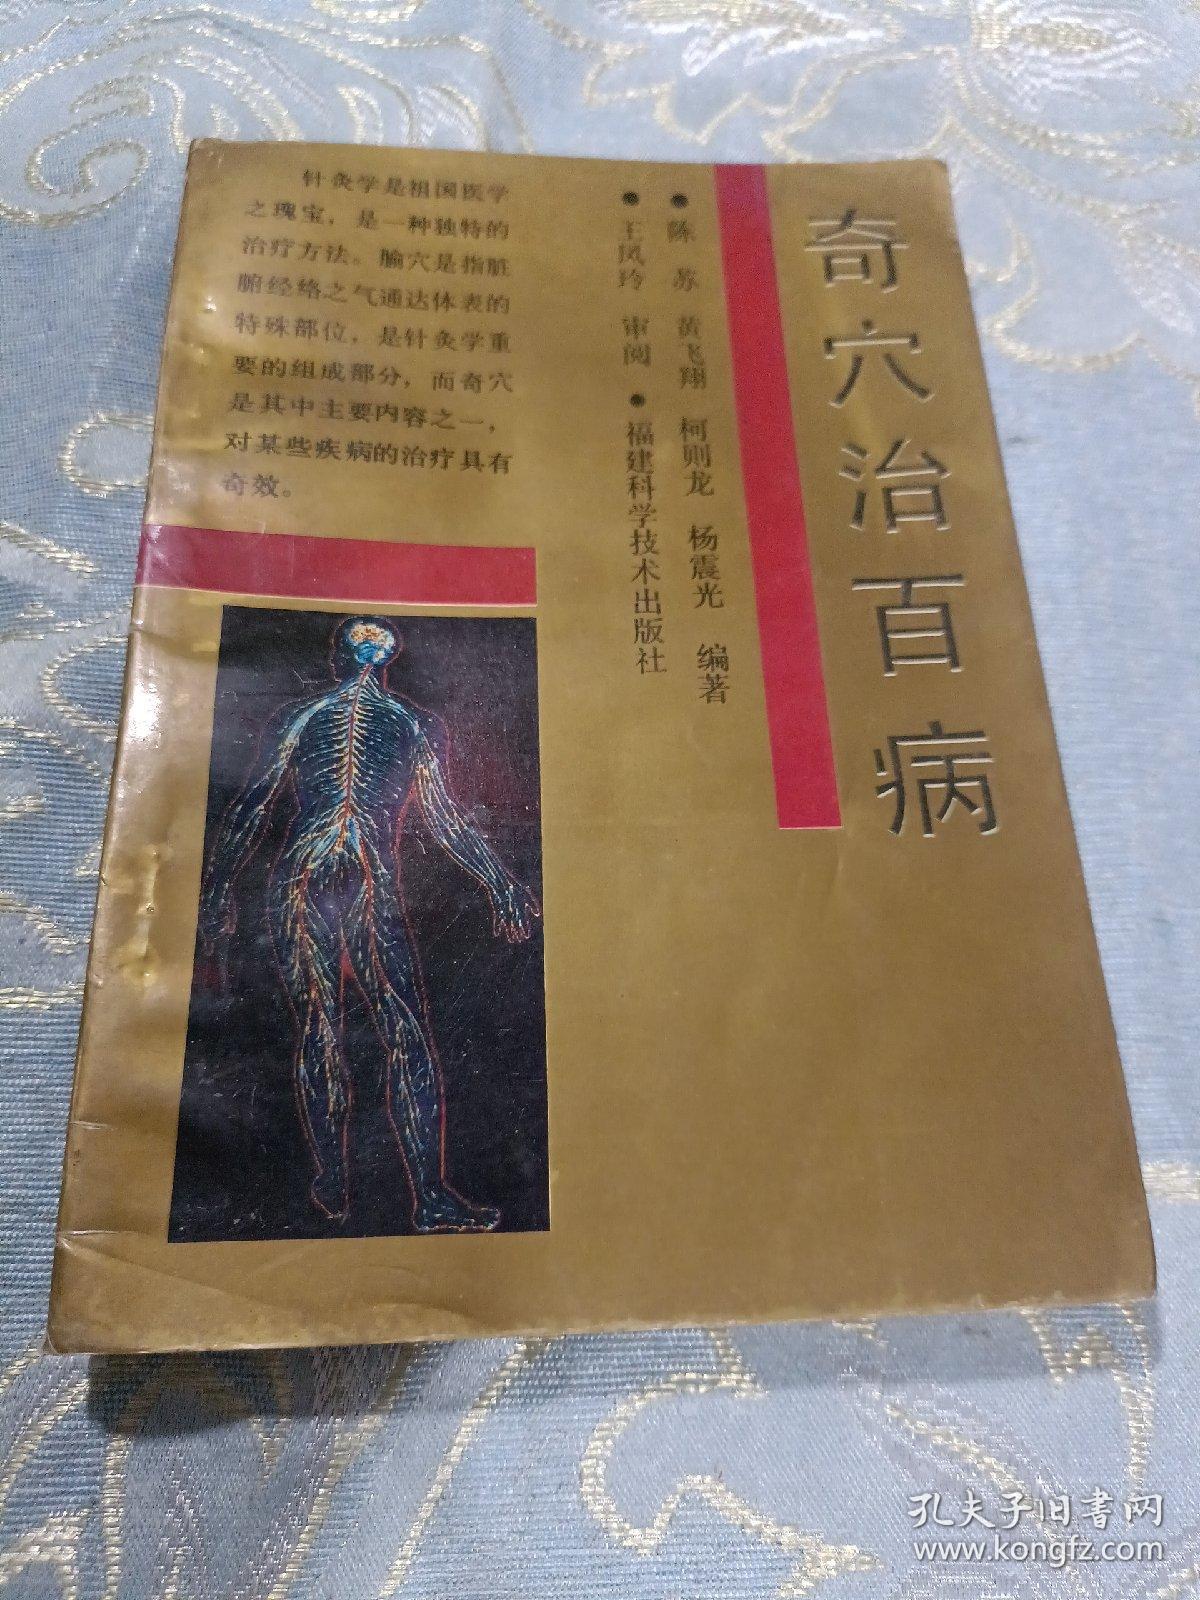 奇穴治百病
陈 苏 黄飞翔 柯则龙 杨震光 编著
王凤玲 审阅
福建科学技术出版社
针灸学是祖国医学
之瑰宝，是一种独特的
治疗方法。腧穴是指脏
腑经络之气通达体表的
特殊部位，是针灸学重
要的组成部分，而奇穴
是其中主要内容之一，
对某些疾病的治疗具有
奇效。
孔夫子旧書网
www.kongfz.com